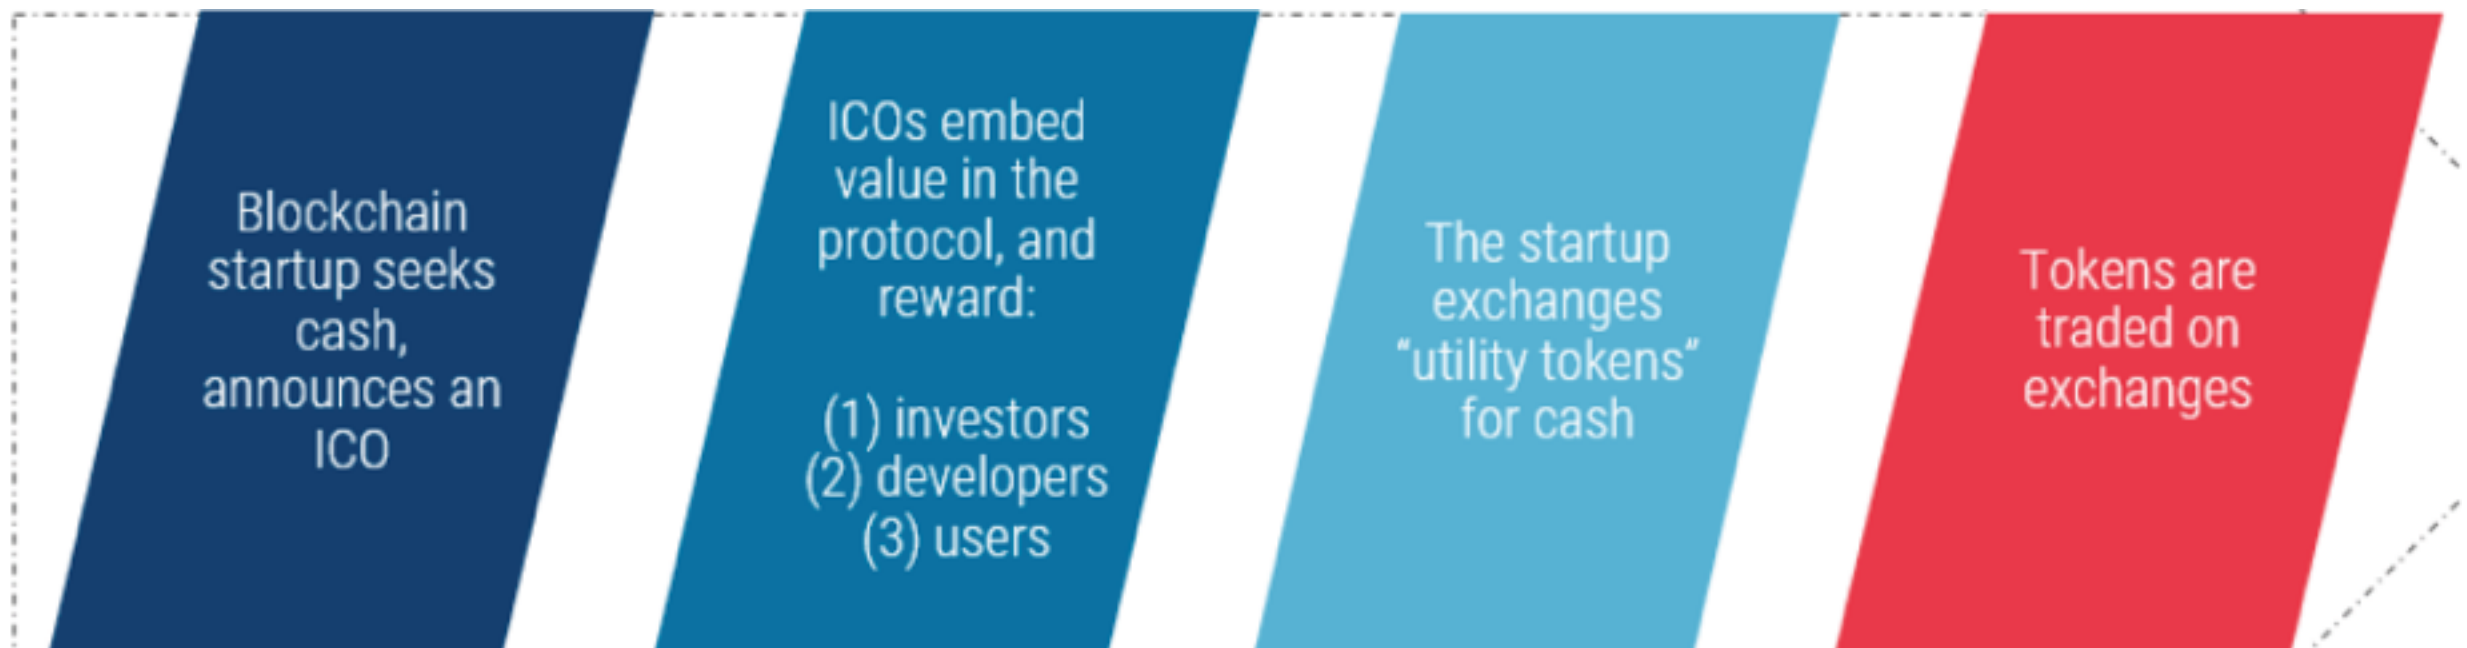 Blockchain
startup seeks
cash,
announces an
ICO
ICOs embed
value in the
protocol, and
reward:
(1) investors
(2) developers
(3) users
The startup
exchanges
“utility tokens”
for cash
Tokens are
traded on
exchanges